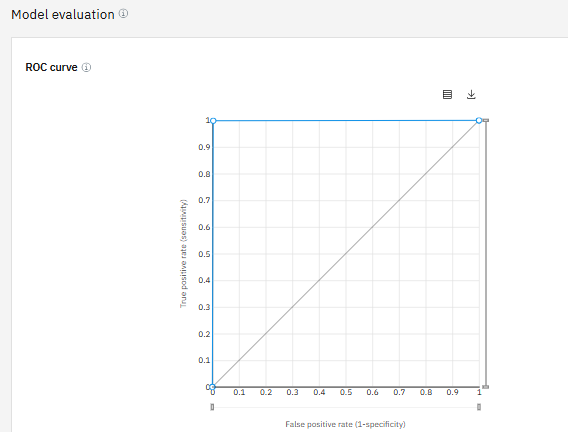 Model evaluation
ROC curve
1
0.9
0.8
0.7
0.6
0.5
0.4
0.3
0.2
0.1
0
True positive rate (sensitivity)
0 0.1 0.2 0.3 0.4 0.5 0.6 0.7 0.8 0.9 1
False positive rate (1-specificity)